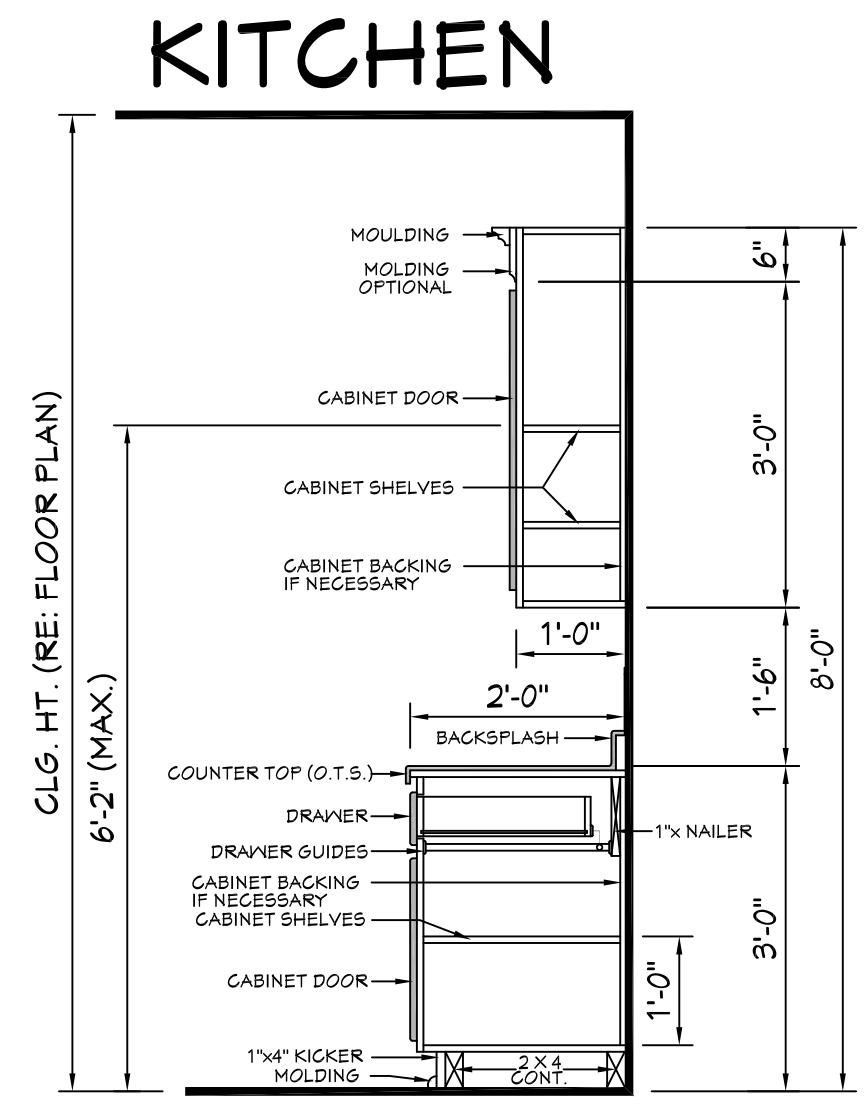 KITCHEN
MOULDING
6"
MOLDING
OPTIONAL
CABINET DOOR
CLG. HT. (RE: FLOOR PLAN)
3'-0"
CABINET SHELVES
CABINET BACKING
IF NECESSARY
1'-0"
8'-0"
1'-6"
2'-0"
6'-2" (MAX.)
BACKSPLASH
COUNTER TOP (O.T.S.)
DRAWER
1"x NAILER
DRAWER GUIDES
CABINET BACKING
IF NECESSARY
CABINET SHELVES
3'-0"
CABINET DOOR
1'-0"
1"x4" KICKER
2 X 4
CONT.
MOLDING